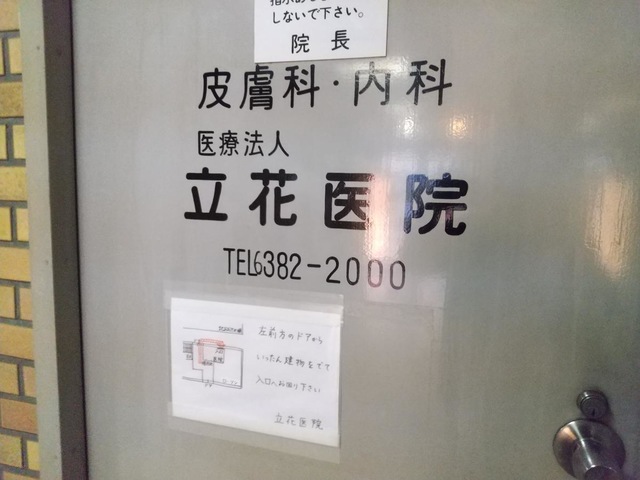 しないで下さい。
院長
皮膚科・内科
医療法人
立花医院
TEL6382-2000
左前方のドアから
いったん建物をでて
入口へお回り下さい
立花医院